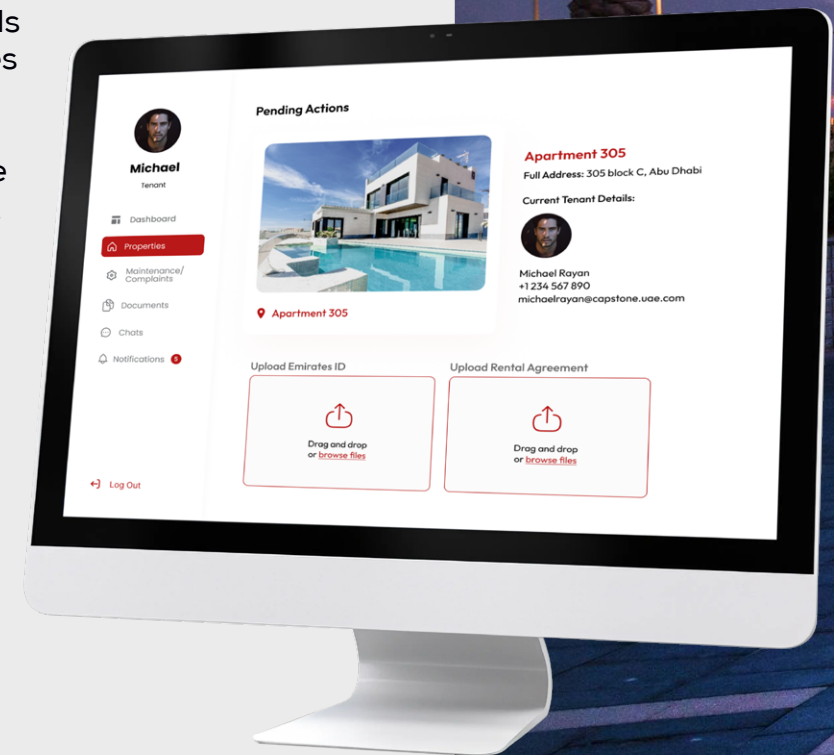 Michael
Tenant
Dashboard
Properties
Maintenance/
Complaints
Documents
Chats
Notifications 5
Log Out
Pending Actions
Apartment 305
Apartment 305
Full Address: 305 block C, Abu Dhabi
Current Tenant Details:
Michael Rayan
+1 234 567 890
michaelrayan@capstone.uae.com
Upload Emirates ID
Drag and drop
or browse files
Upload Rental Agreement
Drag and drop
or browse files